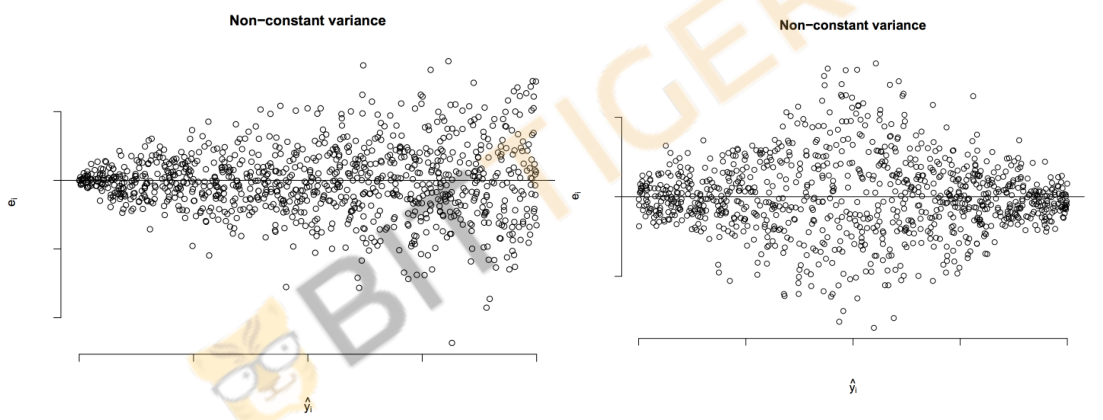 Non-constant variance
Non-constant variance
eᵢ
eᵢ
ŷᵢ
ŷᵢ
BITTIGER